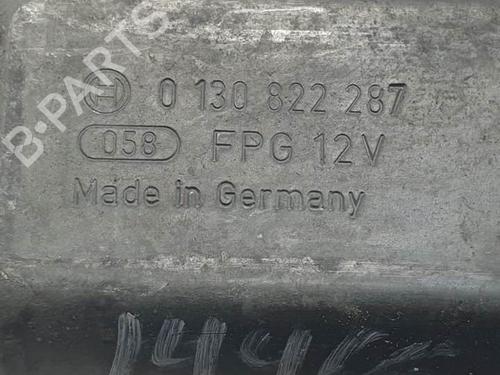 B-PARTS
0 130 822 287
058 FPG 12V
Made in Germany